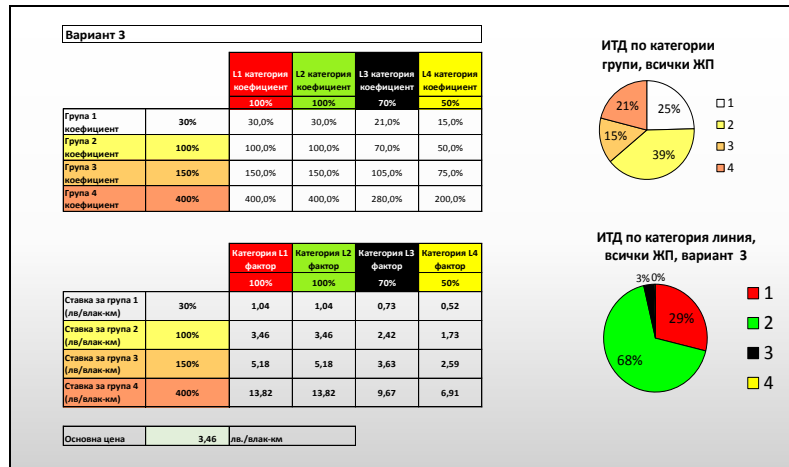 Вариант 3
L1 категория коефициент L2 категория коефициент L3 категория коефициент L4 категория коефициент
100% 100% 70% 50%
Група 1 коефициент 30% 30,0% 30,0% 21,0% 15,0%
Група 2 коефициент 100% 100,0% 100,0% 70,0% 50,0%
Група 3 коефициент 150% 150,0% 150,0% 105,0% 75,0%
Група 4 коефициент 400% 400,0% 400,0% 280,0% 200,0%
Категория L1 фактор Категория L2 фактор Категория L3 фактор Категория L4 фактор
100% 100% 70% 50%
Ставка за група 1 (лв/влак-км) 30% 1,04 1,04 0,73 0,52
Ставка за група 2 (лв/влак-км) 100% 3,46 3,46 2,42 1,73
Ставка за група 3 (лв/влак-км) 150% 5,18 5,18 3,63 2,59
Ставка за група 4 (лв/влак-км) 400% 13,82 13,82 9,67 6,91
Основна цена 3,46 лв./влак-км
ИТД по категории
групи, всички ЖП
21% 25%
15%
39%
1
2
3
4
ИТД по категория линия,
всички ЖП, вариант 3
3% 0%
29%
68%
1
2
3
4